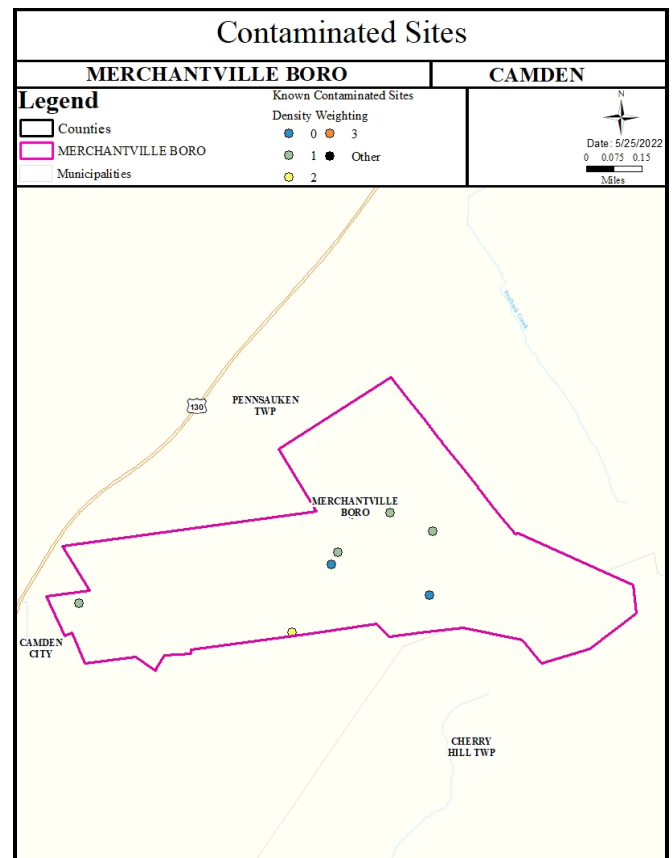 Contaminated Sites
MERCHANTVILLE BORO
CAMDEN
Legend
Counties
MERCHANTVILLE BORO
Municipalities
Known Contaminated Sites
Density Weighting
0 3
1 Other
2
N
Date: 5/25/2022
0 0.075 0.15
Miles
130
PENNSAUKEN
TWP
MERCHANTVILLE
BORO
CAMDEN
CITY
CHERRY
HILL TWP